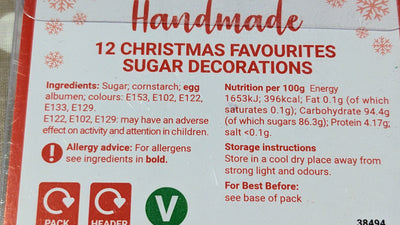 Handmade
12 CHRISTMAS FAVOURITES
SUGAR DECORATIONS
Ingredients: Sugar; cornstarch; egg
albumen; colours: E153, E102, E122,
E133, E129.
E122, E102, E129: may have an adverse
effect on activity and attention in children.
Allergy advice: For allergens
see ingredients in bold.
Nutrition per 100g Energy
1653kJ; 396kcal; Fat 0.1g (of which
saturates 0.1g); Carbohydrate 94.4g
(of which sugars 86.3g); Protein 4.17g;
salt <0.1g.
Storage instructions
Store in a cool dry place away from
strong light and odours.
For Best Before:
see base of pack
PACK
HEADER
V
38494